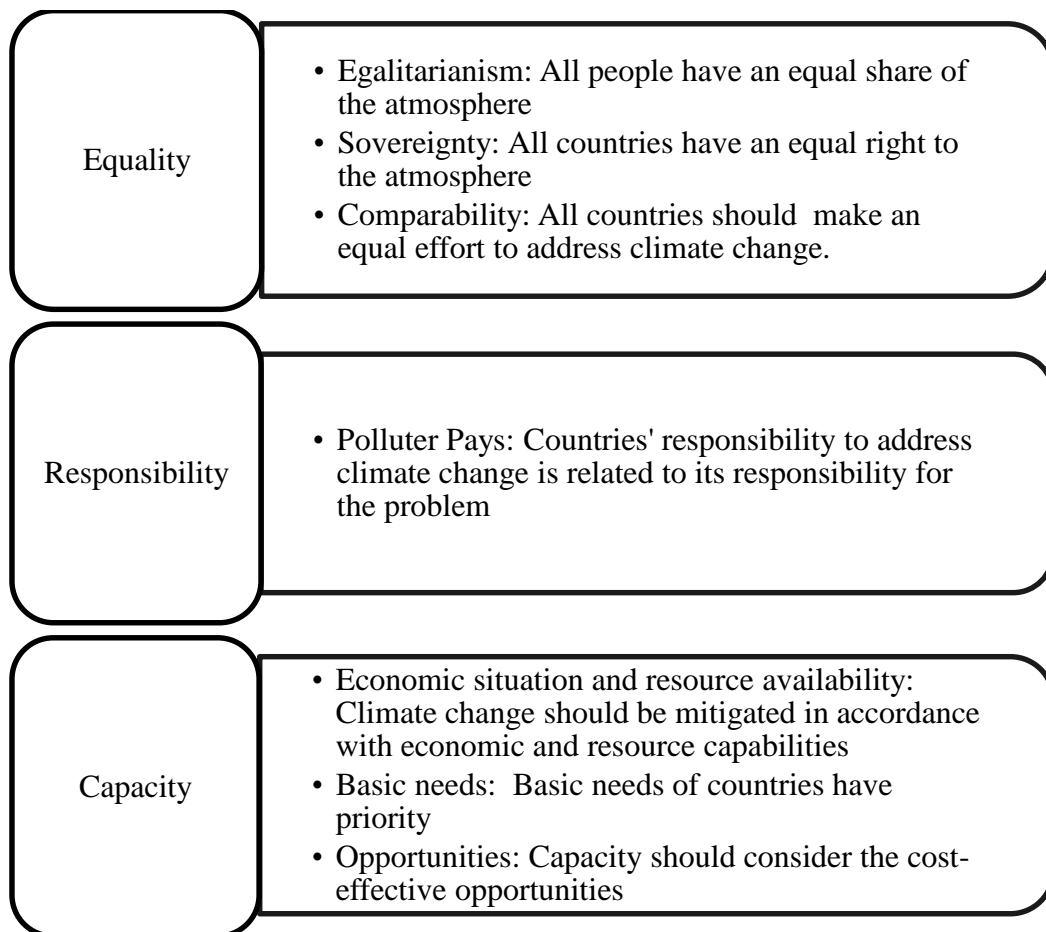 Equality
• Egalitarianism: All people have an equal share of
the atmosphere
• Sovereignty: All countries have an equal right to
the atmosphere
• Comparability: All countries should  make an
equal effort to address climate change.
Responsibility
• Polluter Pays: Countries' responsibility to address
climate change is related to its responsibility for
the problem
Capacity
• Economic situation and resource availability:
Climate change should be mitigated in accordance
with economic and resource capabilities
• Basic needs:  Basic needs of countries have
priority
• Opportunities: Capacity should consider the cost-
effective opportunities